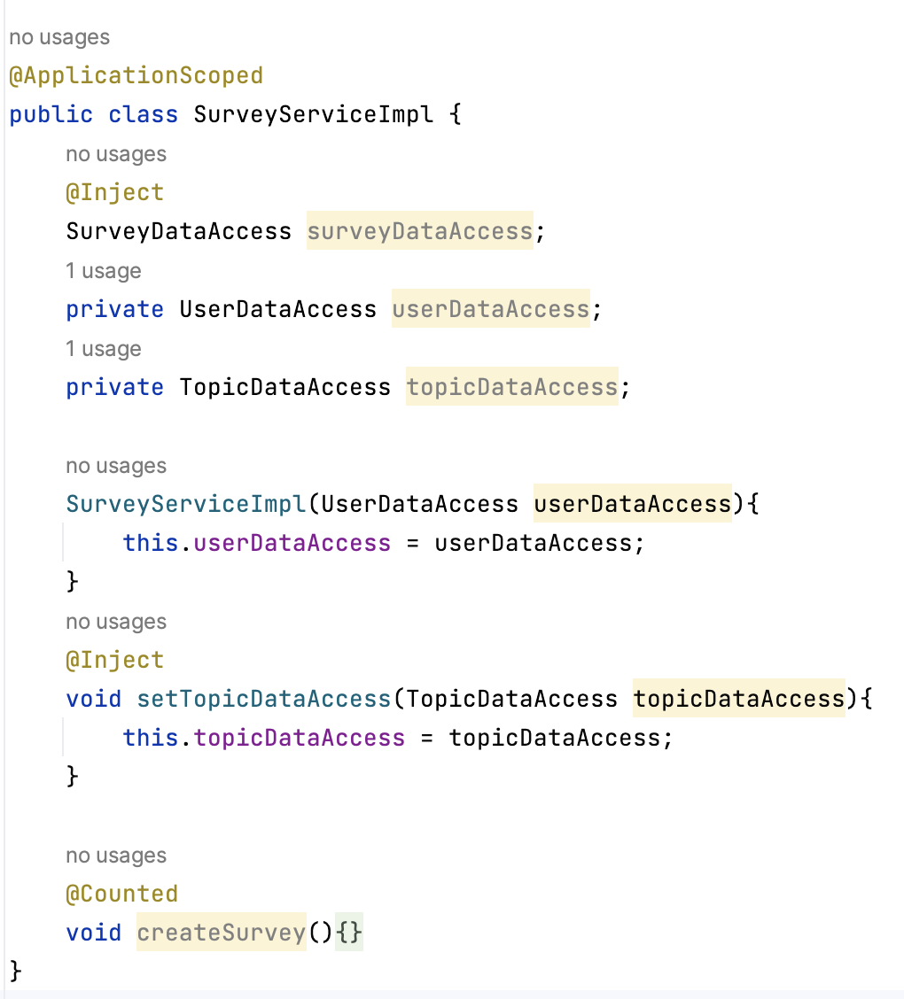 no usages
@ApplicationScoped
public class SurveyServiceImpl {
no usages
@Inject
SurveyDataAccess surveyDataAccess;
1 usage
private UserDataAccess userDataAccess;
1 usage
private TopicDataAccess topicDataAccess;
no usages
SurveyServiceImpl(UserDataAccess userDataAccess){
this.userDataAccess = userDataAccess;
}
no usages
@Inject
void setTopicDataAccess(TopicDataAccess topicDataAccess){
this.topicDataAccess = topicDataAccess;
}
no usages
@Counted
void createSurvey(){}
}